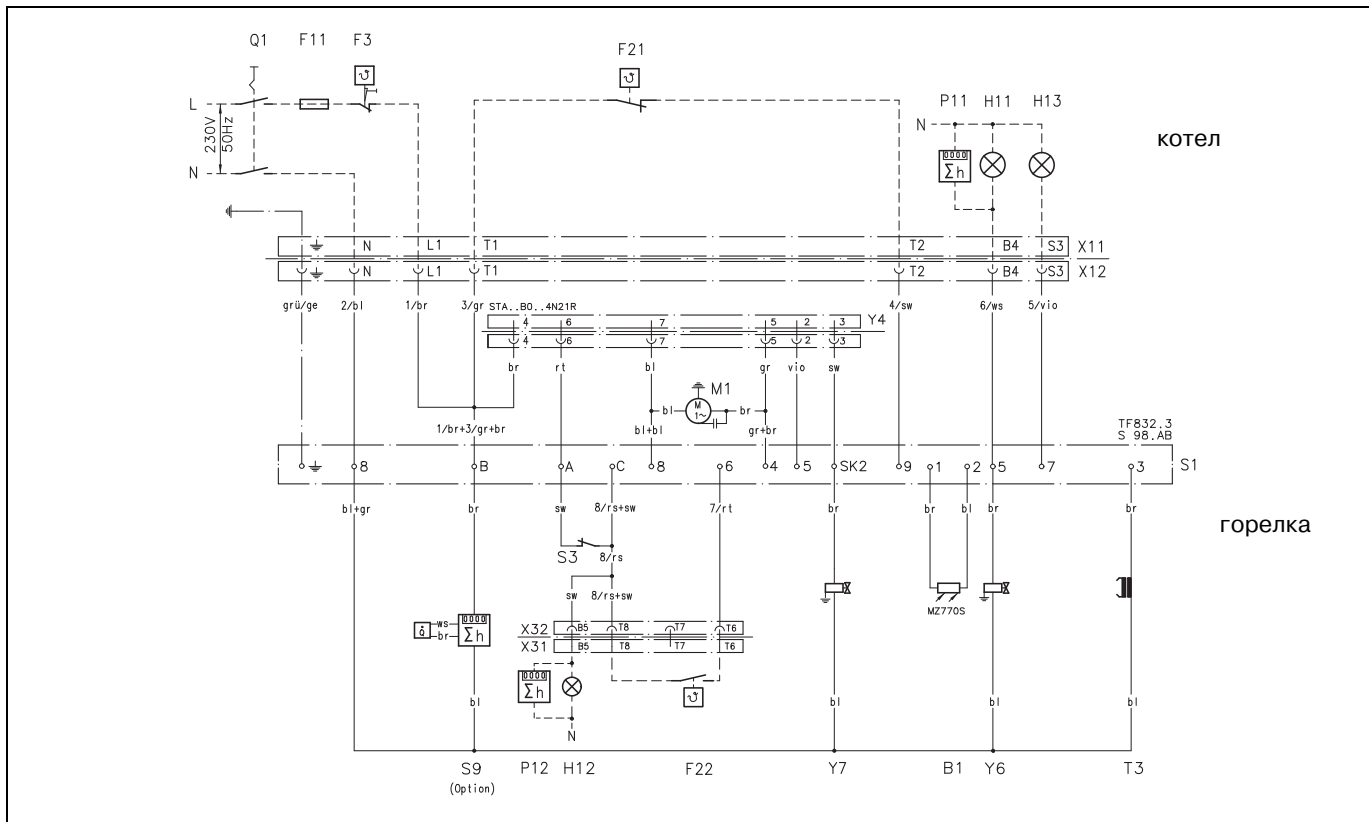 Q1 F11 F3 F21
P11 H11 H13
L
230V
50Hz
N
N
котел
N L1 T1 T2 B4 S3 X11
N L1 T1 T2 B4 S3 X12
grü/ge 2/bl 1/br 3/gr STA..B0..4N21R 4/sw 6/ws 5/vio
4 6 7 5 2 3 Y4
4 6 7 5 2 3
br rt bl gr vio sw
M1
bl M 1~ br
1/br+3/gr+br bl+bl gr+br
TF832.3
S 98.AB
8 B A C 8 6 4 5 SK2 9 1 2 5 7 3 S1
bl+gr br sw 8/rs+sw 7/rt br br bl br br
горелка
S3 8/rs
sw 8/rs+sw
MZ770S
ws
br
0000
Σh
X32 B5 T8 T7 T6
X31 B5 T8 T7 T6
0000
Σh
bl bl bl bl
N
S9 P12 H12 F22 Y7 B1 Y6 T3
(Option)